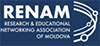 RENAM
RESEARCH & EDUCATIONAL
NETWORKING ASSOCIATION
OF MOLDOVA